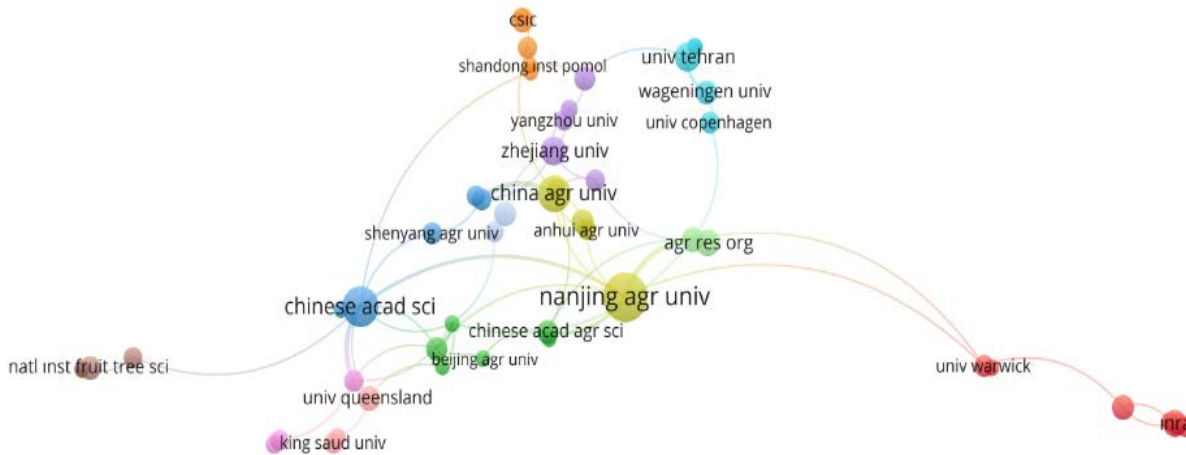 csic
univ tehran
shandong inst pomol
wageningen univ
yangzhou univ
univ copenhagen
zhejiang univ
china agr univ
shenyang agr univ
anhui agr univ
agr res org
nanjing agr univ
chinese acad sci
chinese acad agr sci
beijing agr univ
natl inst fruit tree sci
univ warwick
univ queensland
inra
king saud univ